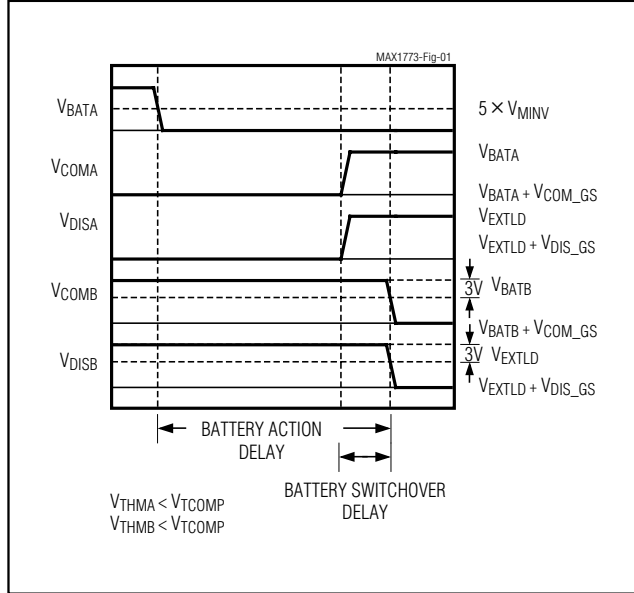 MAX1773-Fig-01
VBATA
5 × VMINV
VCOMA
VBATA
VBATA + VCOM_GS
VDISA
VEXTLD
VEXTLD + VDIS_GS
VCOMB
3V VBATB
VBATB + VCOM_GS
VDISB
3V VEXTLD
VEXTLD + VDIS_GS
BATTERY ACTION
DELAY
BATTERY SWITCHOVER
DELAY
VTHMA < VTCOMP
VTHMB < VTCOMP